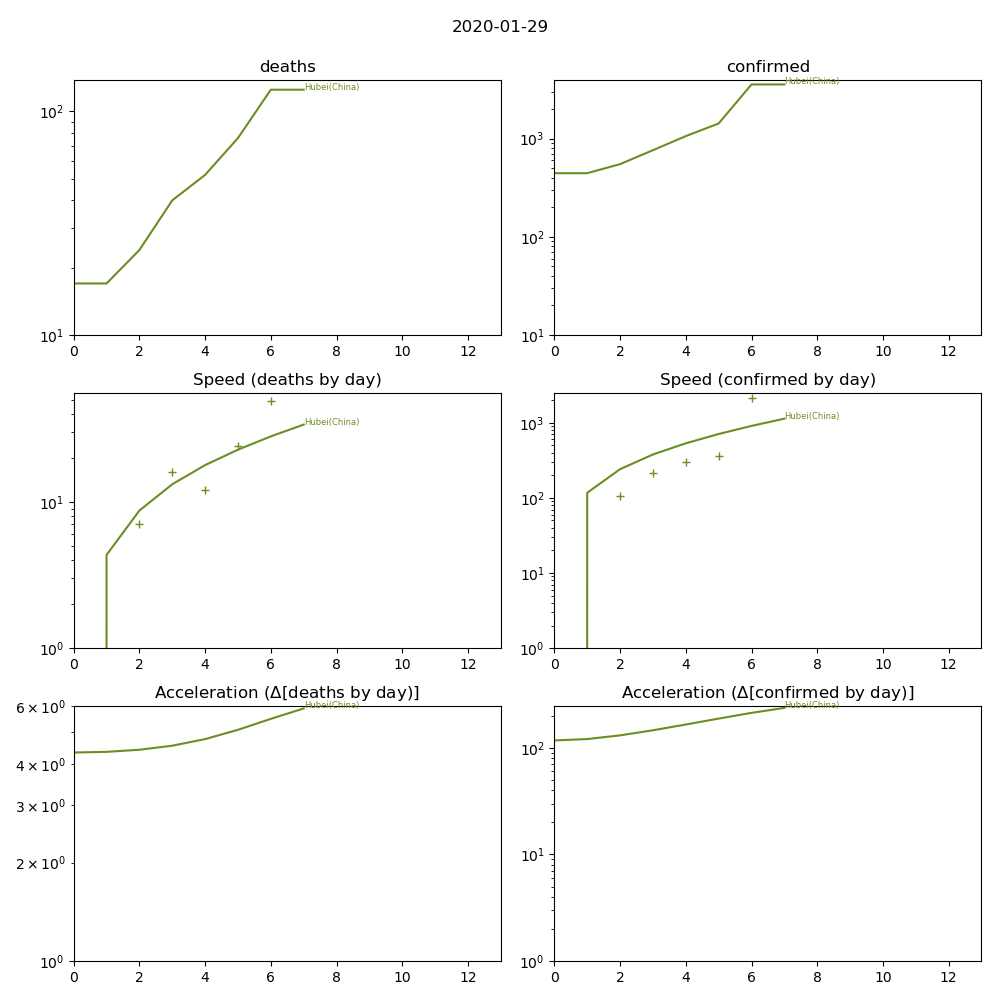 2020-01-29
deaths
confirmed
Hubei(China)
Hubei(China)
10²
10¹
0 2 4 6 8 10 12
10³
10²
10¹
0 2 4 6 8 10 12
Speed (deaths by day)
Speed (confirmed by day)
Hubei(China)
Hubei(China)
10¹
10⁰
0 2 4 6 8 10 12
10³
10²
10¹
10⁰
0 2 4 6 8 10 12
Acceleration (Δ[deaths by day)]
Acceleration (Δ[confirmed by day)]
Hubei(China)
Hubei(China)
6 × 10⁰
4 × 10⁰
3 × 10⁰
2 × 10⁰
10⁰
0 2 4 6 8 10 12
10²
10¹
10⁰
0 2 4 6 8 10 12